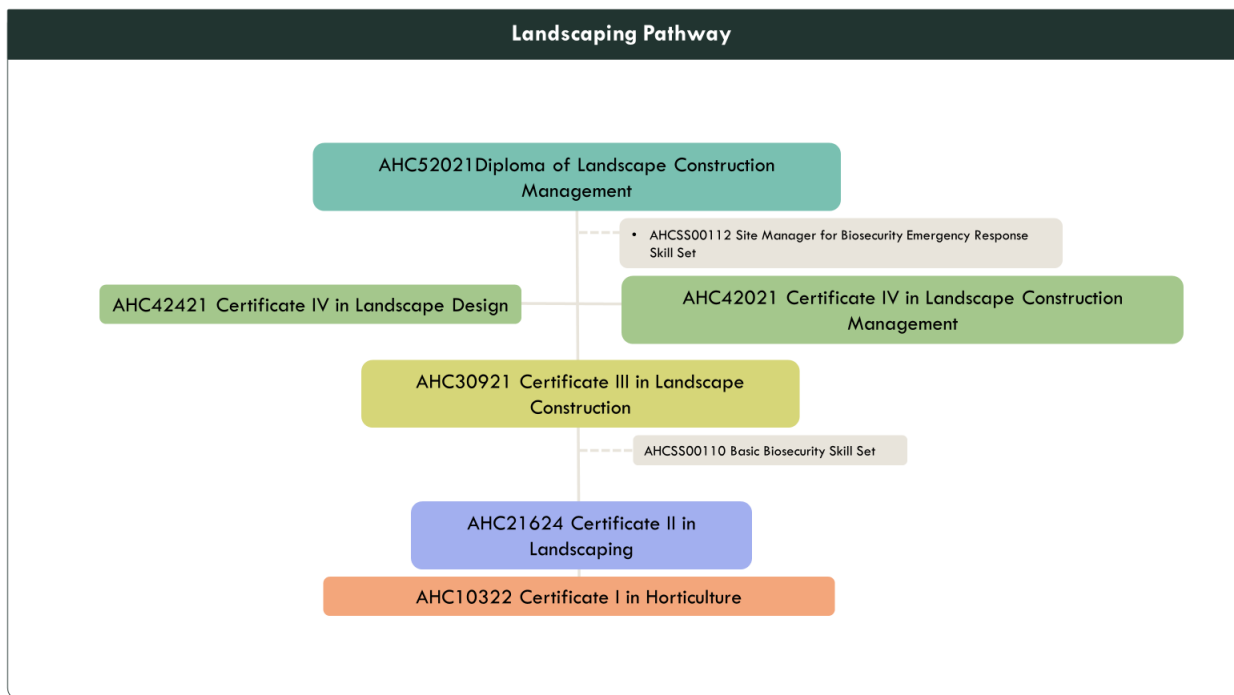 Landscaping Pathway
AHC52021Diploma of Landscape Construction
Management
• AHCSS00112 Site Manager for Biosecurity Emergency Response
Skill Set
AHC42421 Certificate IV in Landscape Design
AHC42021 Certificate IV in Landscape Construction
Management
AHC30921 Certificate III in Landscape
Construction
AHCSS00110 Basic Biosecurity Skill Set
AHC21624 Certificate II in
Landscaping
AHC10322 Certificate I in Horticulture